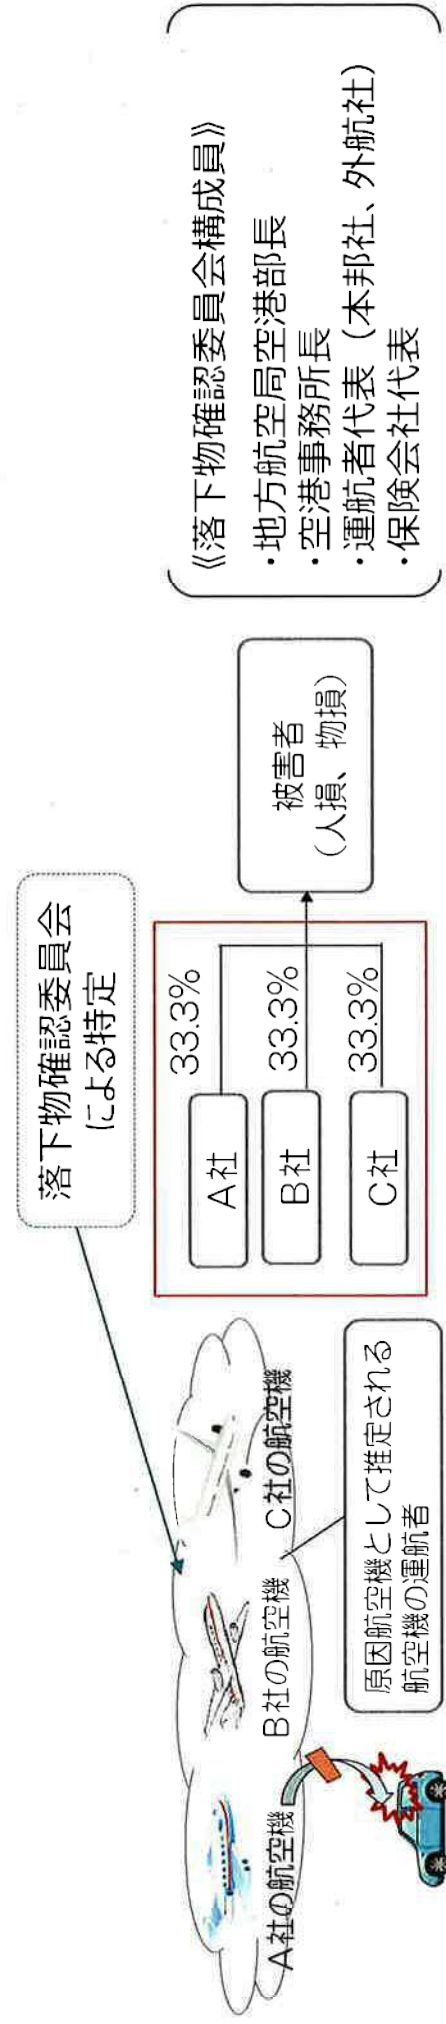 落下物確認委員会
による特定
A社の航空機
B社の航空機
C社の航空機
原因航空機として推定される
航空機の運航者
A社
33.3%
B社
33.3%
C社
33.3%
被害者
（人損、物損）
《落下物確認委員会構成員》
・地方航空局空港部長
・空港事務所長
・運航者代表（本邦社、外航社）
・保険会社代表